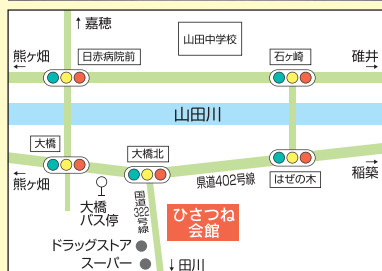 ↑嘉穂
山田中学校
熊ヶ畑
←
日赤病院前
石ヶ崎
碓井
→
山田川
大橋
大橋北
県道402号線
はぜの木
→
稲築
←
熊ヶ畑
大橋
バス停
国道322号線
ひさつね
会館
ドラッグストア
スーパー
↓田川